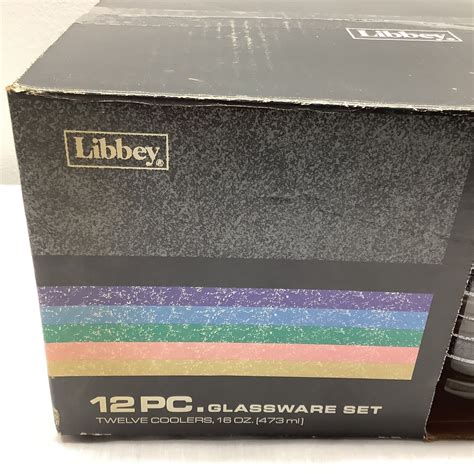 Libbey
Libbey®
12 PC. GLASSWARE SET
TWELVE COOLERS, 16 OZ. (473 ml)